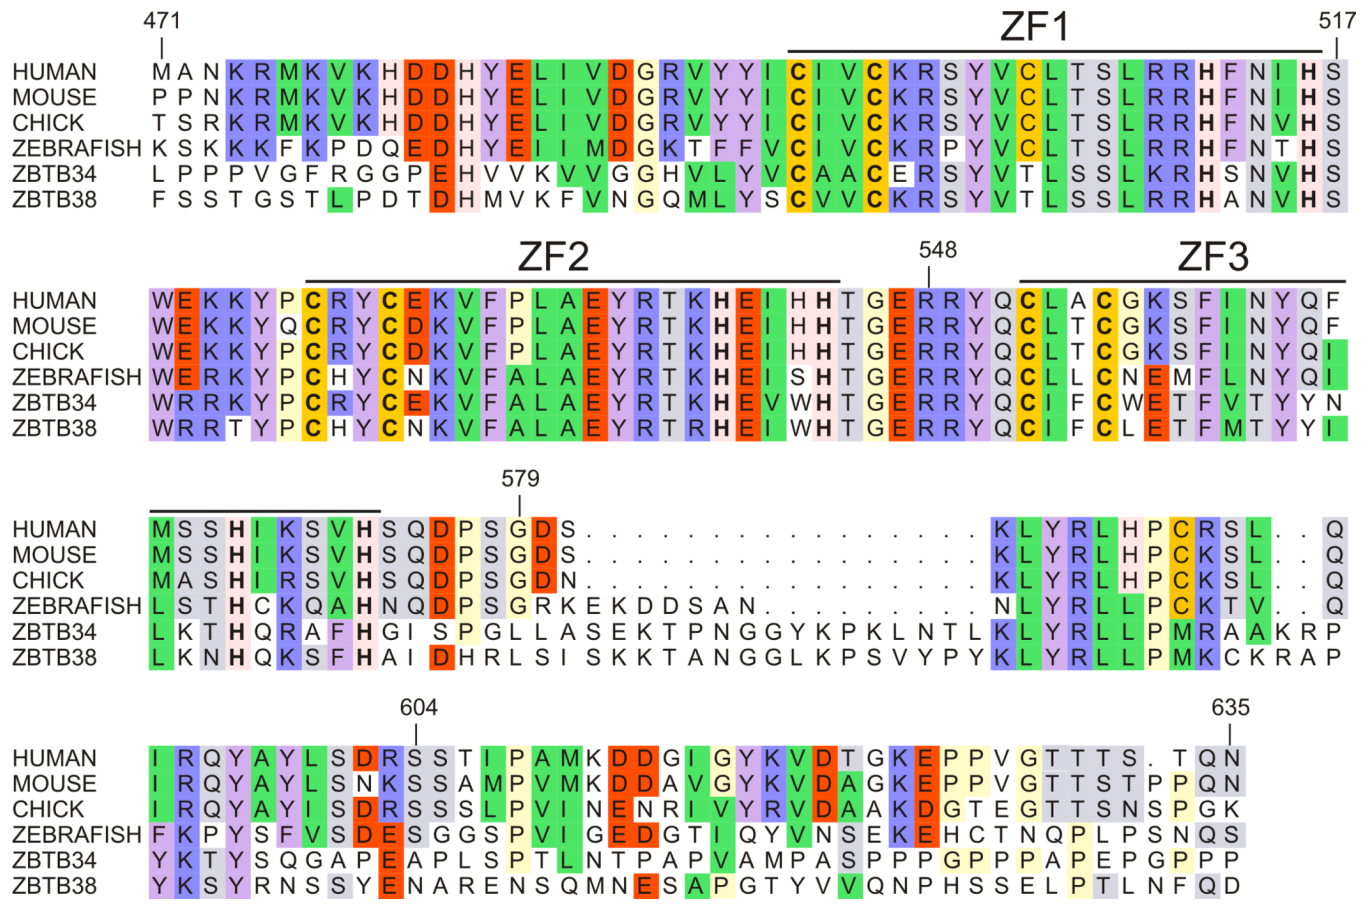 ZF1
471 517
HUMAN M A N K R M K V K H D D H Y E L I V D G R V Y Y I C I V C K R S Y V C L T S L R R H F N I H S
MOUSE P P N K R M K V K H D D H Y E L I V D G R V Y Y I C I V C K R S Y V C L T S L R R H F N I H S
CHICK T S R K R M K V K H D D H Y E L I V D G R V Y Y I C I V C K R S Y V C L T S L R R H F N V H S
ZEBRAFISH K S K K K F K P D Q E D H Y E I I M D G K T F F V C I V C K R P Y V C L T S L R R H F N T H S
ZBTB34 L P P P V G F R G G P E H V V K V V G G H V L Y V C A A C E R S Y V T L S S L K R H S N V H S
ZBTB38 F S S T G S T L P D T D H M V K F V N G Q M L Y S C V V C K R S Y V T L S S L R R H A N V H S
ZF2 548 ZF3
HUMAN W E K K Y P C R Y C E K V F P L A E Y R T K H E I H H T G E R R Y Q C L A C G K S F I N Y Q F
MOUSE W E K K Y Q C R Y C D K V F P L A E Y R T K H E I H H T G E R R Y Q C L T C G K S F I N Y Q F
CHICK W E K K Y P C R Y C D K V F P L A E Y R T K H E I H H T G E R R Y Q C L T C G K S F I N Y Q I
ZEBRAFISH W E R K Y P C H Y C N K V F A L A E Y R T K H E I S H T G E R R Y Q C L L C N E M F L N Y Q I
ZBTB34 W R R K Y P C R Y C E K V F A L A E Y R T K H E V W H T G E R R Y Q C I F C W E T F V T Y Y N
ZBTB38 W R R T Y P C H Y C N K V F A L A E Y R T R H E I W H T G E R R Y Q C I F C L E T F M T Y Y I
579
HUMAN M S S H I K S V H S Q D P S G D S . . . . . . . . . . . . . . . . K L Y R L H P C R S L . . Q
MOUSE M S S H I K S V H S Q D P S G D S . . . . . . . . . . . . . . . . K L Y R L H P C K S L . . Q
CHICK M A S H I R S V H S Q D P S G D N . . . . . . . . . . . . . . . . K L Y R L H P C K S L . . Q
ZEBRAFISH L S T H C K Q A H N Q D P S G R K E K D D S A N . . . . . . . . . N L Y R L L P C K T V . . Q
ZBTB34 L K T H Q R A F H G I S P G L L A S E K T P N G G Y K P K L N T L K L Y R L L P M R A A K R P
ZBTB38 L K N H Q K S F H A I D H R L S I S K K T A N G G L K P S V Y P Y K L Y R L L P M K C K R A P
604 635
HUMAN I R Q Y A Y L S D R S S T I P A M K D D G I G Y K V D T G K E P P V G T T T S . T Q N
MOUSE I R Q Y A Y L S N K S S A M P V M K D D A V G Y K V D A G K E P P V G T T S T P P Q N
CHICK I R Q Y A Y I S D R S S S L P V I N E N R I V Y R V D A A K D G T E G T T S N S P G K
ZEBRAFISH F K P Y S F V S D E S G G S P V I G E D G T I Q Y V N S E K E H C T N Q P L P S N Q S
ZBTB34 Y K T Y S Q G A P E A P L S P T L N T P A P V A M P A S P P P G P P P A P E P G P P P
ZBTB38 Y K S Y R N S S Y E N A R E N S Q M N E S A P G T Y V V Q N P H S S E L P T L N F Q D